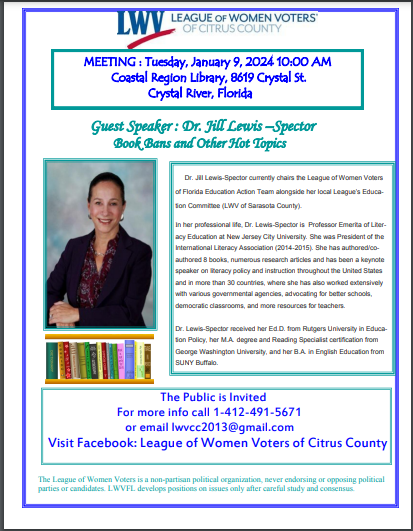 LWV LEAGUE OF WOMEN VOTERS®
OF CITRUS COUNTY
MEETING : Tuesday, January 9, 2024 10:00 AM
Coastal Region Library, 8619 Crystal St.
Crystal River, Florida
Guest Speaker : Dr. Jill Lewis –Spector
Book Bans and Other Hot Topics
Dr. Jill Lewis-Spector currently chairs the League of Women Voters
of Florida Education Action Team alongside her local League's Educa-
tion Committee (LWV of Sarasota County).
In her professional life, Dr. Lewis-Spector is Professor Emerita of Liter-
acy Education at New Jersey City University. She was President of the
International Literacy Association (2014-2015). She has authored/co-
authored 8 books, numerous research articles and has been a keynote
speaker on literacy policy and instruction throughout the United States
and in more than 30 countries, where she has also worked extensively
with various governmental agencies, advocating for better schools,
democratic classrooms, and more resources for teachers.
Dr. Lewis-Spector received her Ed.D. from Rutgers University in Educa-
tion Policy, her M.A. degree and Reading Specialist certification from
George Washington University, and her B.A. in English Education from
SUNY Buffalo.
The Public is Invited
For more info call 1-412-491-5671
or email lwvcc2013@gmail.com
Visit Facebook: League of Women Voters of Citrus County
The League of Women Voters is a non-partisan political organization, never endorsing or opposing political
parties or candidates. LWVFL develops positions on issues only after careful study and consensus.